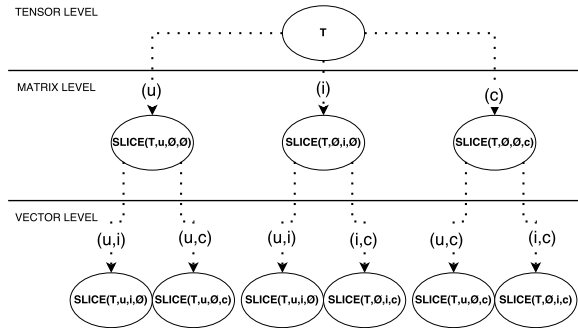 TENSOR LEVEL
T
MATRIX LEVEL
(u)
(i)
(c)
SLICE(T,u,Ø,Ø)
SLICE(T,Ø,i,Ø)
SLICE(T,Ø,Ø,c)
VECTOR LEVEL
(u,i)
(u,c)
(u,i)
(i,c)
(u,c)
(i,c)
SLICE(T,u,i,Ø)
SLICE(T,u,Ø,c)
SLICE(T,u,i,Ø)
SLICE(T,Ø,i,c)
SLICE(T,u,Ø,c)
SLICE(T,Ø,i,c)